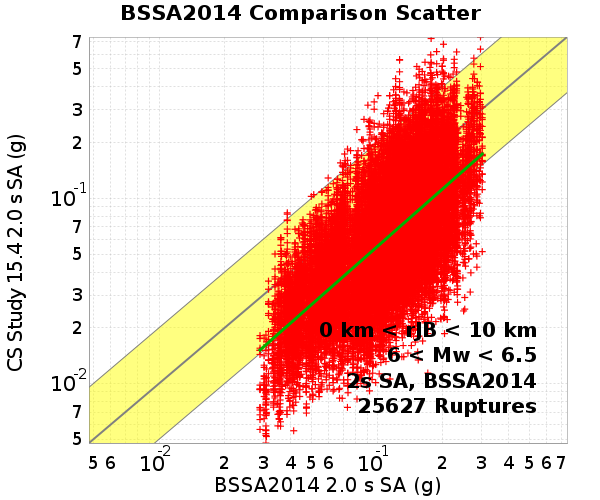 BSSA2014 Comparison Scatter
7
5
3
2
10-1
7
5
3
2
10-2
7
5
CS Study 15.4 2.0 s SA (g)
0 km < rJB < 10 km
6 < Mw < 6.5
2s SA, BSSA2014
25627 Ruptures
5 6 10-2 2 3 4 5 6 10-1 2 3 4 5 6 7
BSSA2014 2.0 s SA (g)